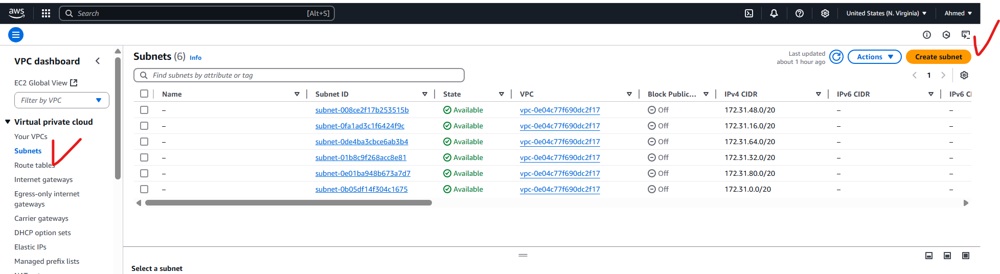 aws Search [Alt+S] United States (N. Virginia) Ahmed
VPC dashboard
EC2 Global View
Filter by VPC
Virtual private cloud
Your VPCs
Subnets
Route tables
Internet gateways
Egress-only internet
gateways
Carrier gateways
DHCP option sets
Elastic IPs
Managed prefix lists
Subnets (6) Info
Last updated
about 1 hour ago
Actions
Create subnet
Find subnets by attribute or tag
1
Name Subnet ID State VPC Block Public... IPv4 CIDR IPv6 CIDR IPv6 CI
– subnet-008ce2f17b253515b Available vpc-0e04c77f690dc2f17 Off 172.31.48.0/20 – –
– subnet-0fa1ad3c1f6424f9c Available vpc-0e04c77f690dc2f17 Off 172.31.16.0/20 – –
– subnet-0de4ba3cbce6ab3b4 Available vpc-0e04c77f690dc2f17 Off 172.31.64.0/20 – –
– subnet-01b8c9f268acc8e81 Available vpc-0e04c77f690dc2f17 Off 172.31.32.0/20 – –
– subnet-0e01ba948b673a7d7 Available vpc-0e04c77f690dc2f17 Off 172.31.80.0/20 – –
– subnet-0b05df14f304c1675 Available vpc-0e04c77f690dc2f17 Off 172.31.0.0/20 – –
Select a subnet